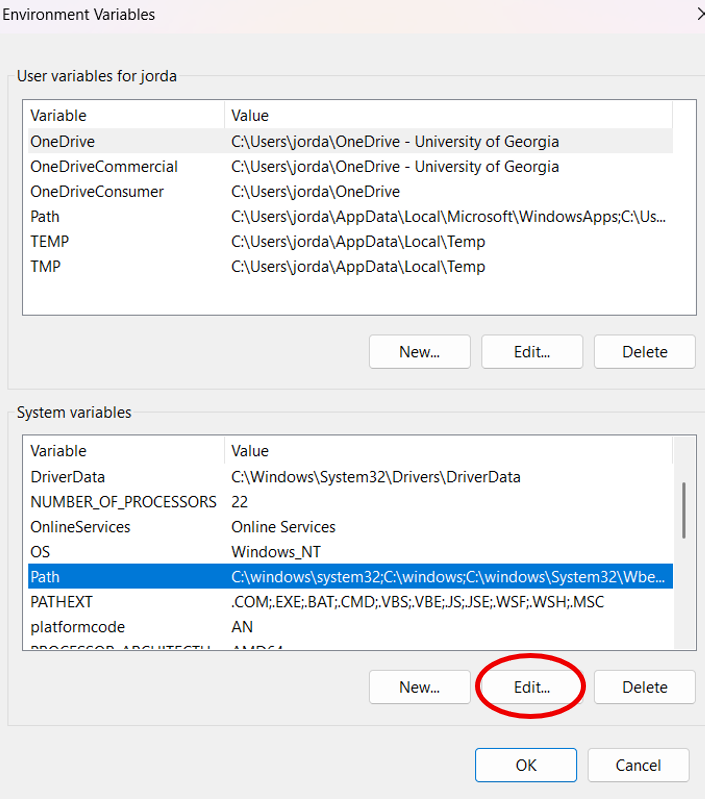 Environment Variables
User variables for jorda
Variable Value
OneDrive C:\Users\jorda\OneDrive - University of Georgia
OneDriveCommercial C:\Users\jorda\OneDrive - University of Georgia
OneDriveConsumer C:\Users\jorda\OneDrive
Path C:\Users\jorda\AppData\Local\Microsoft\WindowsApps;C:\Us...
TEMP C:\Users\jorda\AppData\Local\Temp
TMP C:\Users\jorda\AppData\Local\Temp
New... Edit... Delete
System variables
Variable Value
DriverData C:\Windows\System32\Drivers\DriverData
NUMBER_OF_PROCESSORS 22
OnlineServices Online Services
OS Windows_NT
Path C:\windows\system32;C:\windows;C:\windows\System32\Wbe...
PATHEXT .COM;.EXE;.BAT;.CMD;.VBS;.VBE;.JS;.JSE;.WSF;.WSH;.MSC
platformcode AN
New... Edit... Delete
OK Cancel